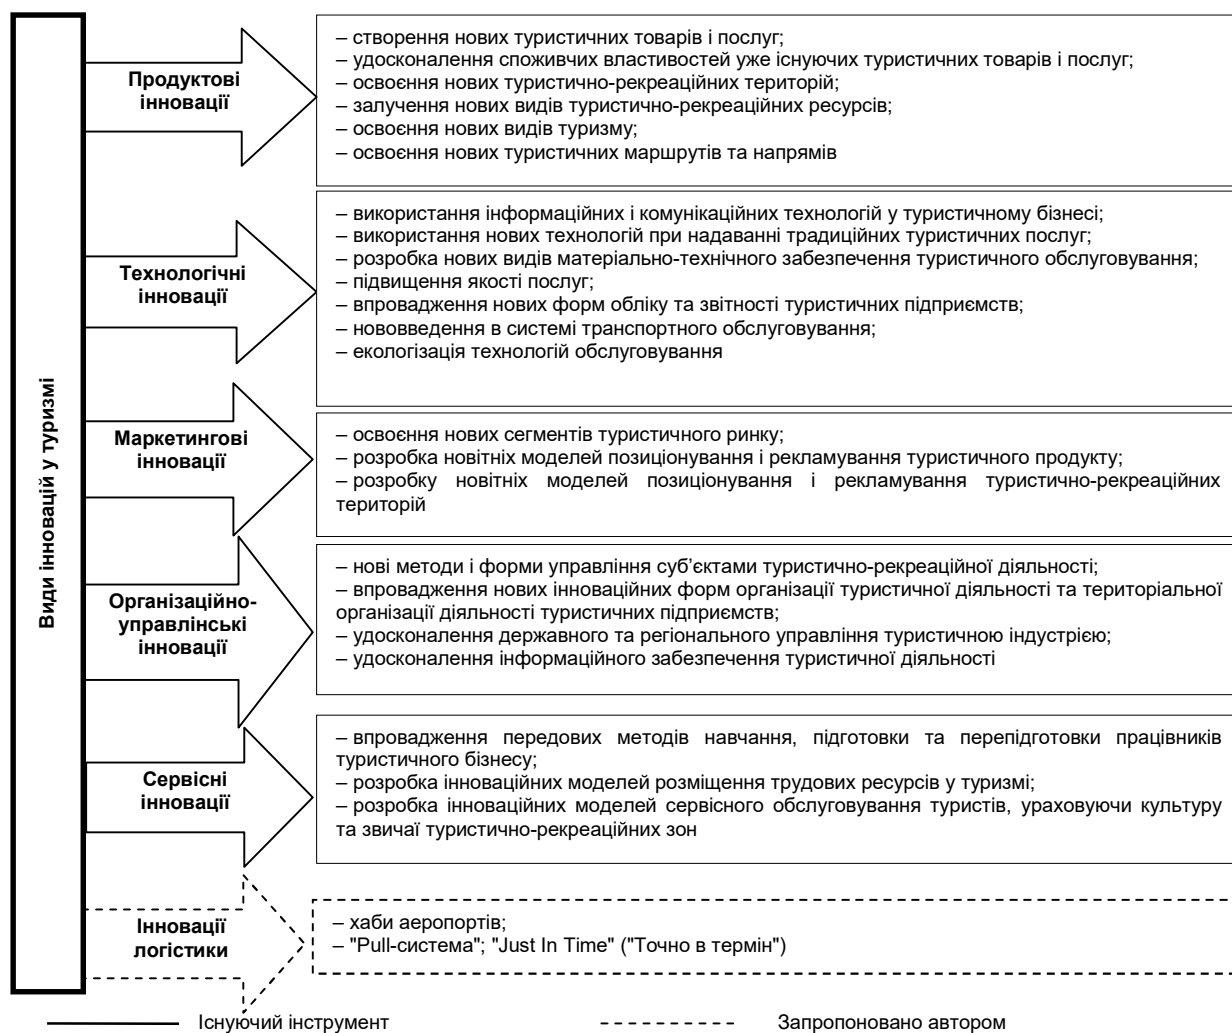 Види інновацій у туризмі
Продуктові
інновації
– створення нових туристичних товарів і послуг;
– удосконалення споживчих властивостей уже існуючих туристичних товарів і послуг;
– освоєння нових туристично-рекреаційних територій;
– залучення нових видів туристично-рекреаційних ресурсів;
– освоєння нових видів туризму;
– освоєння нових туристичних маршрутів та напрямів
Технологічні
інновації
– використання інформаційних і комунікаційних технологій у туристичному бізнесі;
– використання нових технологій при надаванні традиційних туристичних послуг;
– розробка нових видів матеріально-технічного забезпечення туристичного обслуговування;
– підвищення якості послуг;
– впровадження нових форм обліку та звітності туристичних підприємств;
– нововведення в системі транспортного обслуговування;
– екологізація технологій обслуговування
Маркетингові
інновації
– освоєння нових сегментів туристичного ринку;
– розробка новітніх моделей позиціонування і рекламування туристичного продукту;
– розробку новітніх моделей позиціонування і рекламування туристично-рекреаційних
територій
Організаційно-
управлінські
інновації
– нові методи і форми управління суб’єктами туристично-рекреаційної діяльності;
– впровадження нових інноваційних форм організації туристичної діяльності та територіальної
організації діяльності туристичних підприємств;
– удосконалення державного та регіонального управління туристичною індустрією;
– удосконалення інформаційного забезпечення туристичної діяльності
Сервісні
інновації
– впровадження передових методів навчання, підготовки та перепідготовки працівників
туристичного бізнесу;
– розробка інноваційних моделей розміщення трудових ресурсів у туризмі;
– розробка інноваційних моделей сервісного обслуговування туристів, ураховуючи культуру
та звичаї туристично-рекреаційних зон
Інновації
логістики
– хаби аеропортів;
– "Pull-система"; "Just In Time" ("Точно в термін")
Існуючий інструмент
Запропоновано автором